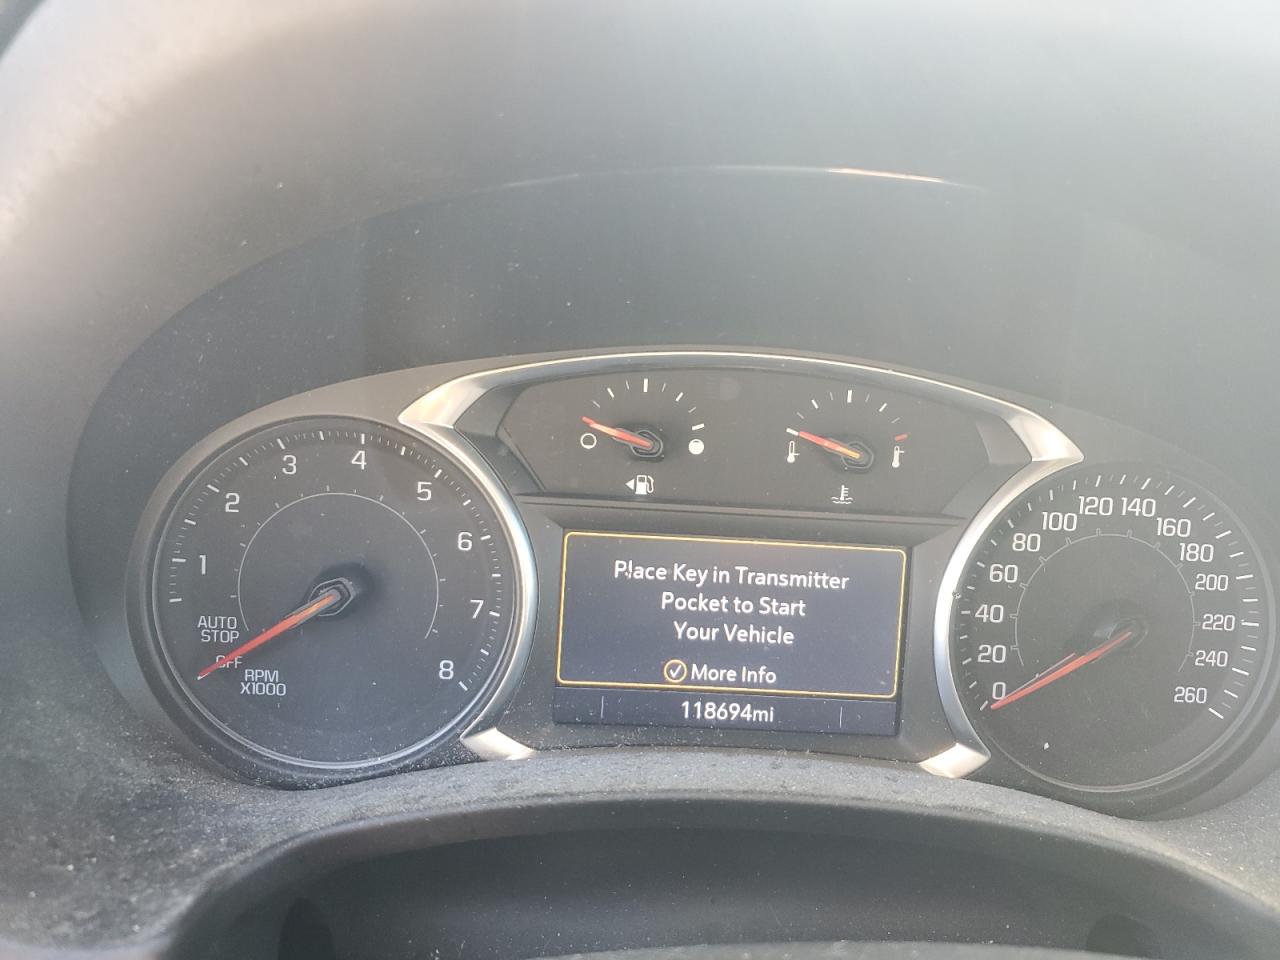 1
2
3
4
5
6
7
8
AUTO
STOP
OFF
RPM
X1000
Place Key in Transmitter
Pocket to Start
Your Vehicle
More Info
118694mi
0
20
40
60
80
100
120
140
160
180
200
220
240
260